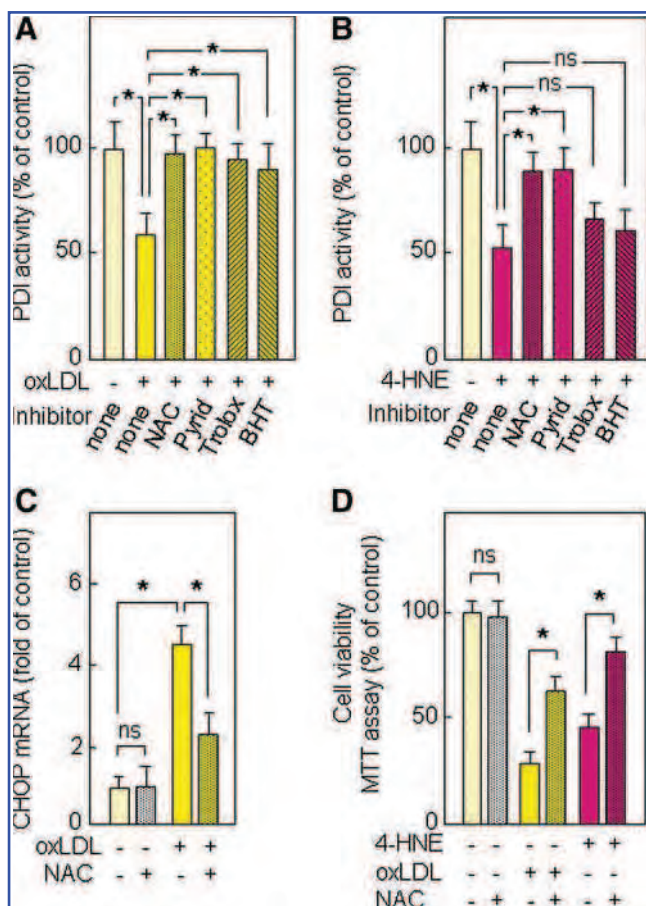 A
PDI activity (% of control)
100
50
0
* * * * *
oxLDL - + + + + +
Inhibitor none none NAC Pyrid Trolox BHT
B
PDI activity (% of control)
100
50
0
* * * ns ns
4-HNE - + + + + +
Inhibitor none none NAC Pyrid Trolox BHT
C
CHOP mRNA (fold of control)
6
4
2
0
ns * *
oxLDL - - + +
NAC - + - +
D
Cell viability
MTT assay (% of control)
100
50
0
ns * *
4-HNE - - - - + +
oxLDL - - + + - -
NAC - + - + - +